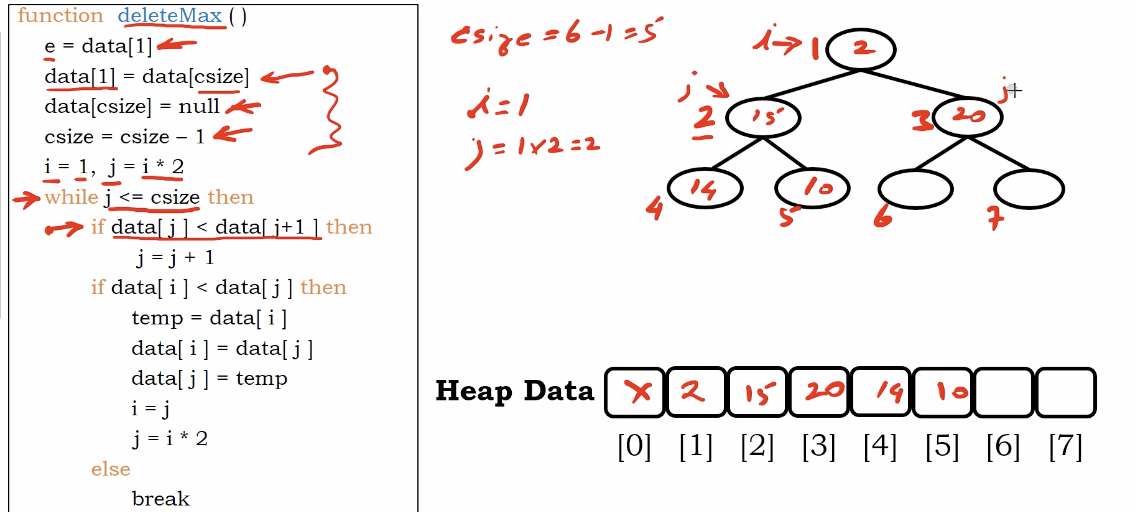 function deleteMax ( )
e = data[1]
data[1] = data[csize]
data[csize] = null
csize = csize – 1
i = 1, j = i * 2
while j <= csize then
if data[ j ] < data[ j+1 ] then
j = j + 1
if data[ i ] < data[ j ] then
temp = data[ i ]
data[ i ] = data[ j ]
data[ j ] = temp
i = j
j = i * 2
else
break
csize = 6 - 1 = 5
i = 1
j = 1 x 2 = 2
i → 1 2
j 2 15 3 20 j
4 14 5 10 6 7
Heap Data X 2 15 20 14 10
[0] [1] [2] [3] [4] [5] [6] [7]